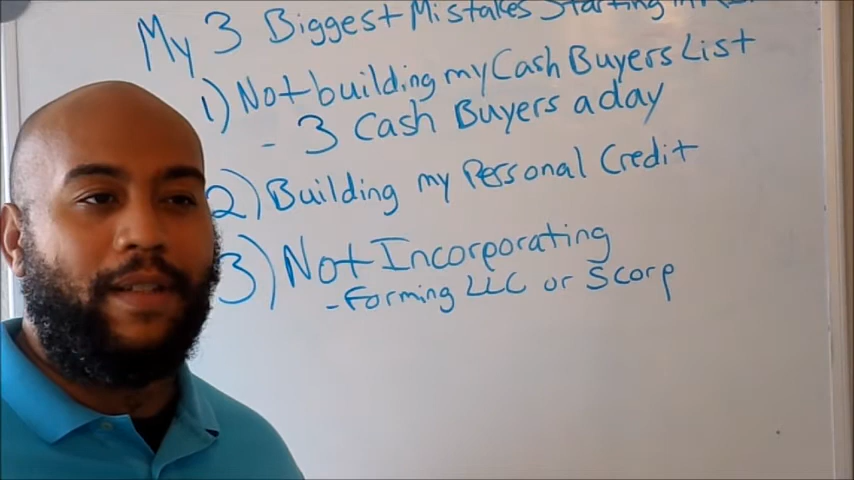 My 3 Biggest Mistakes Starting in
1) Not building my Cash Buyers List
- 3 Cash Buyers a day
2) Building my Personal Credit
3) Not Incorporating
- Forming LLC or Scorp